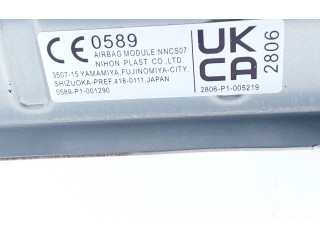 CE 0589
AIRBAG MODULE: NNCS07
NIHON PLAST CO., LTD.
3507-15 YAMAMIYA, FUJINOMIYA-CITY,
SHIZUOKA-PREF, 418-0111, JAPAN
0589-P1-001290
UK
CA
2806
2806-P1-005219